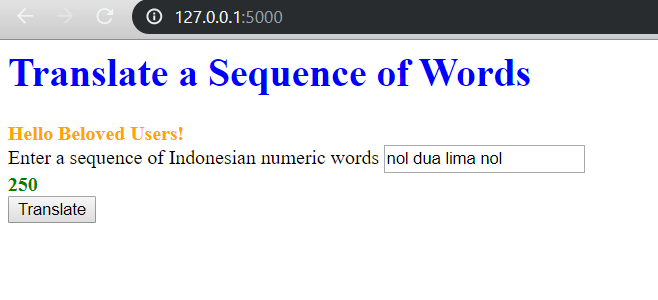 127.0.0.1:5000
Translate a Sequence of Words
Hello Beloved Users!
Enter a sequence of Indonesian numeric words nol dua lima nol
250
Translate